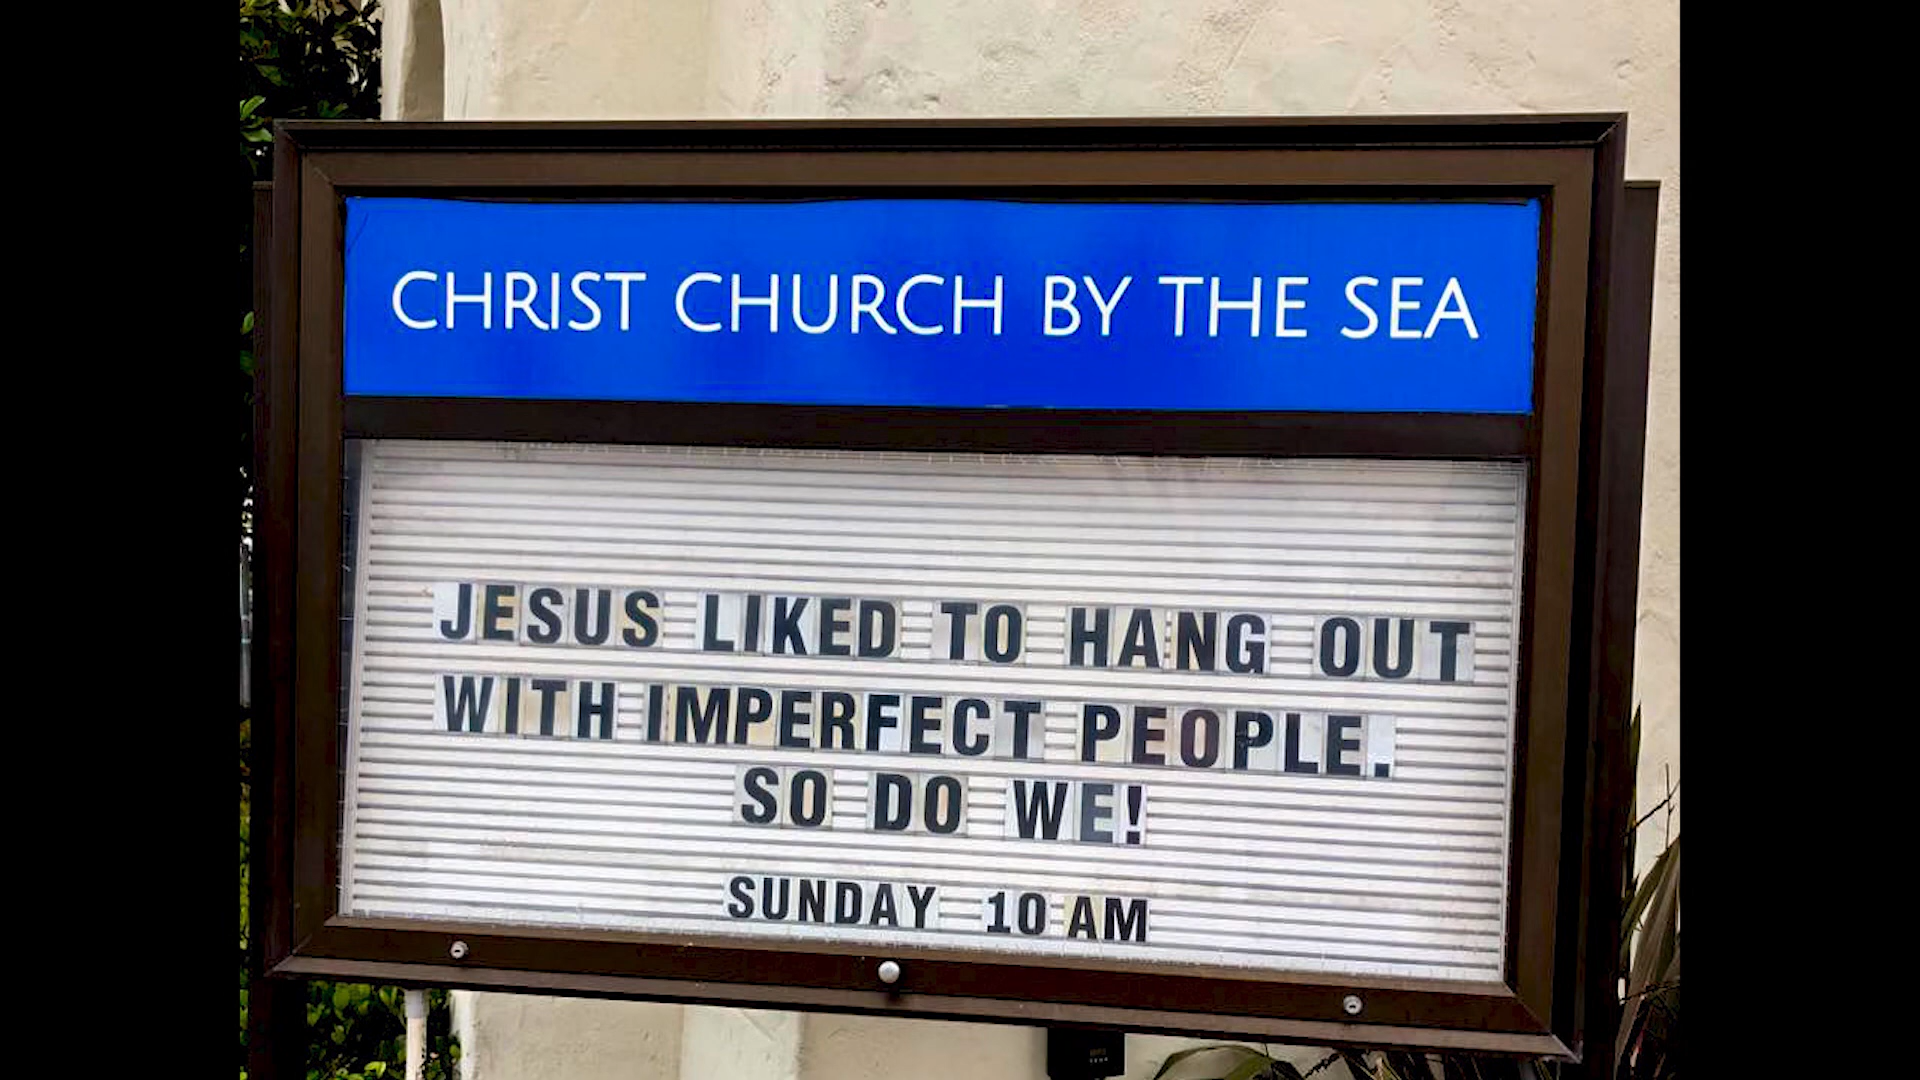 CHRIST CHURCH BY THE SEA
JESUS LIKED TO HANG OUT
WITH IMPERFECT PEOPLE.
SO DO WE!
SUNDAY 10 AM